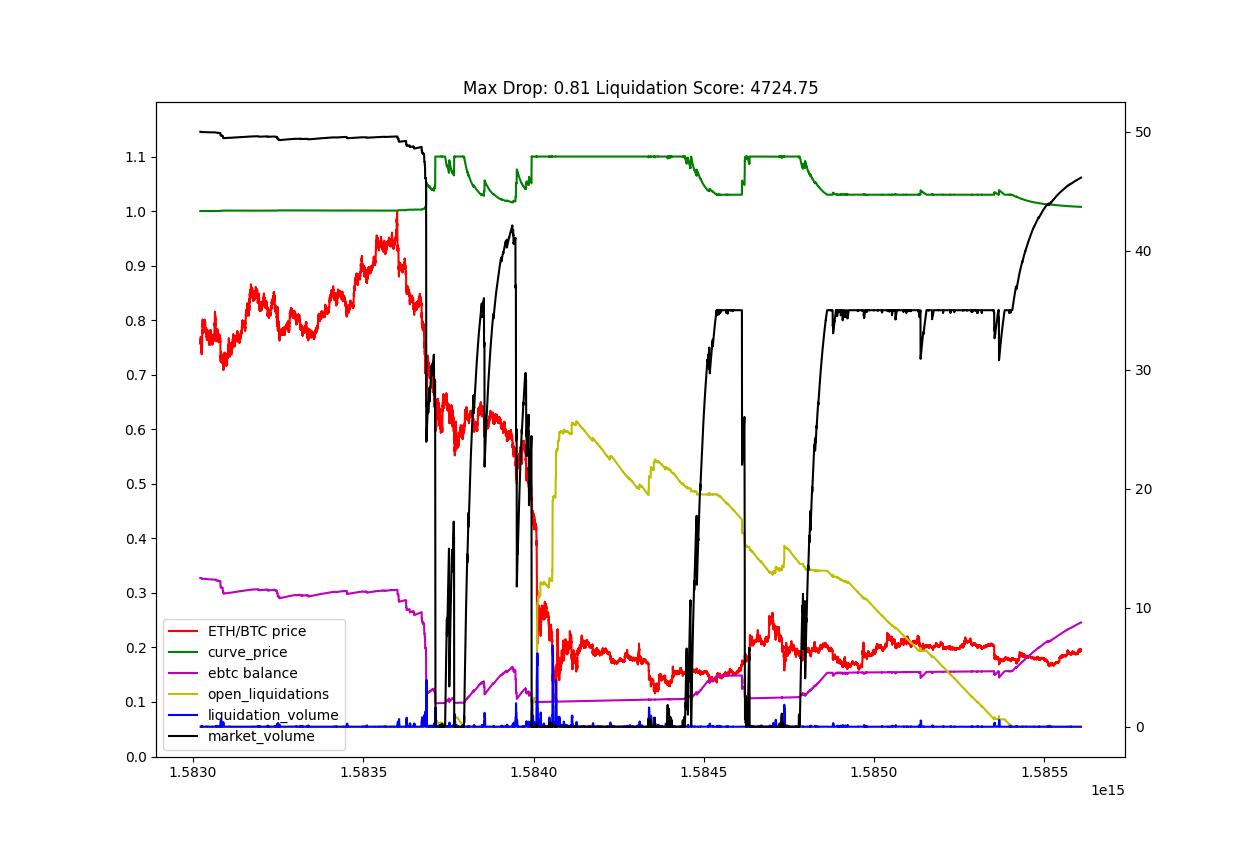 Max Drop: 0.81 Liquidation Score: 4724.75
1.1
1.0
0.9
0.8
0.7
0.6
0.5
0.4
0.3
0.2
0.1
0.0
50
40
30
20
10
0
ETH/BTC price
curve_price
ebtc balance
open_liquidations
liquidation_volume
market_volume
1.5830 1.5835 1.5840 1.5845 1.5850 1.5855
1e15